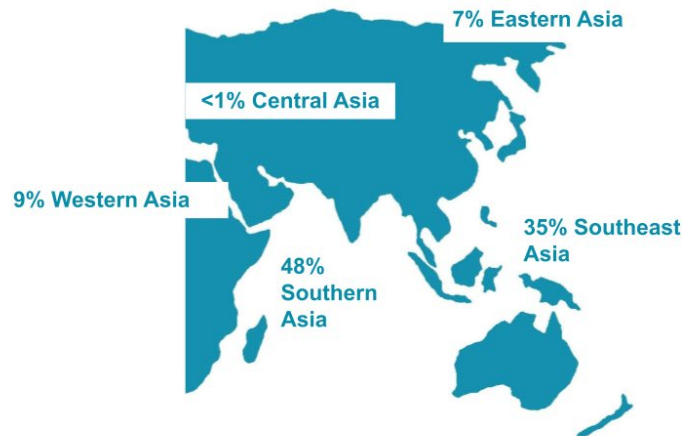 7% Eastern Asia
<1% Central Asia
9% Western Asia
35% Southeast
Asia
48%
Southern
Asia